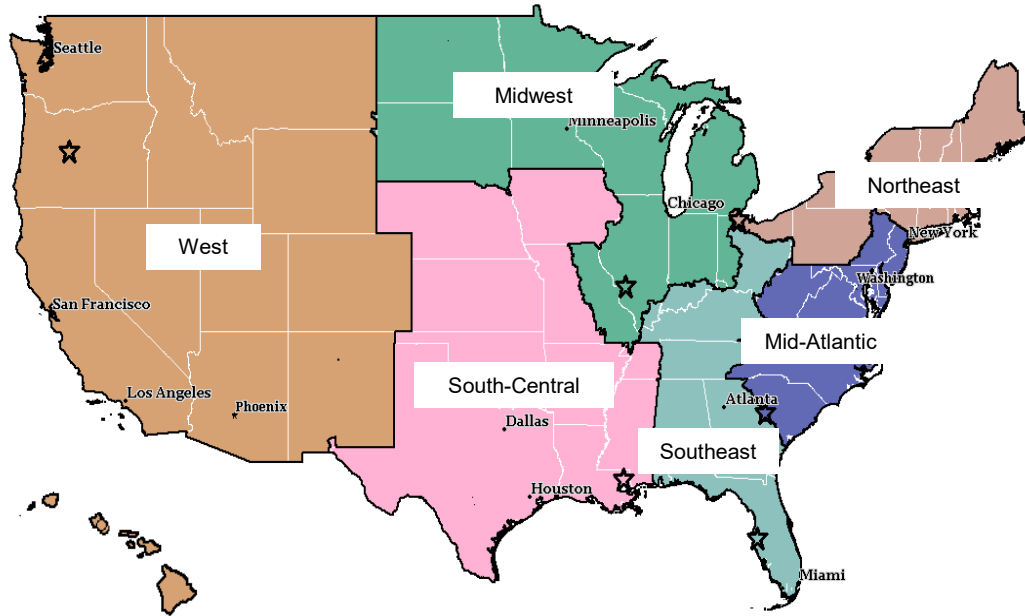 Seattle
Midwest
Minneapolis
Northeast
Chicago
New York
West
Washington
San Francisco
Mid-Atlantic
South-Central
Los Angeles
Phoenix
Atlanta
Dallas
Southeast
Houston
Miami